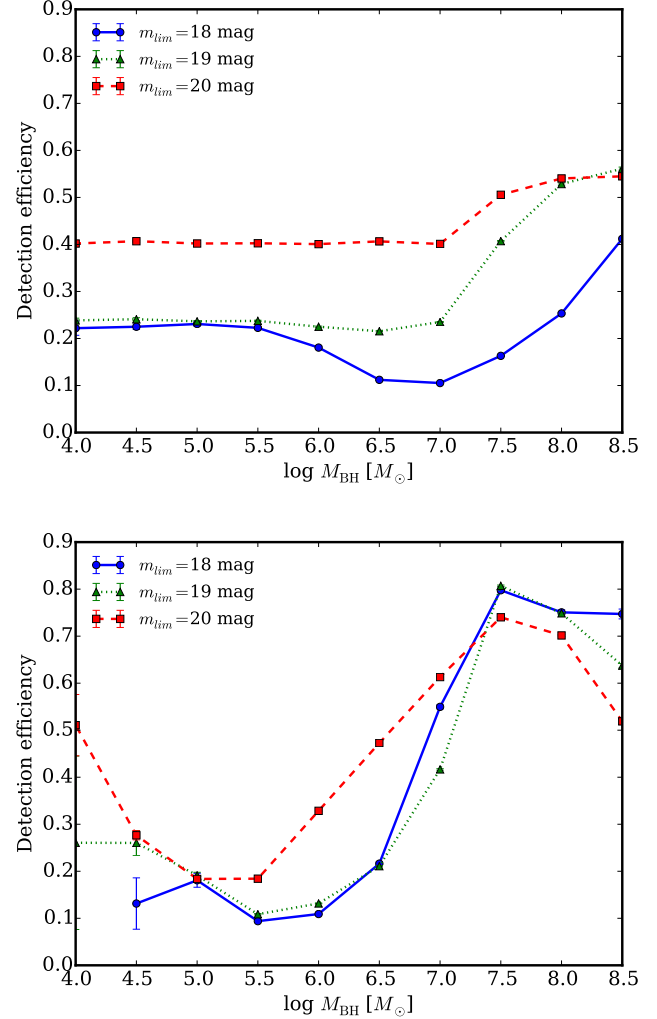 0.9
0.8
0.7
0.6
0.5
0.4
0.3
0.2
0.1
0.0
Detection efficiency
m_lim=18 mag
m_lim=19 mag
m_lim=20 mag
4.0 4.5 5.0 5.5 6.0 6.5 7.0 7.5 8.0 8.5
log M_BH [M_⊙]
0.9
0.8
0.7
0.6
0.5
0.4
0.3
0.2
0.1
0.0
Detection efficiency
m_lim=18 mag
m_lim=19 mag
m_lim=20 mag
4.0 4.5 5.0 5.5 6.0 6.5 7.0 7.5 8.0 8.5
log M_BH [M_⊙]